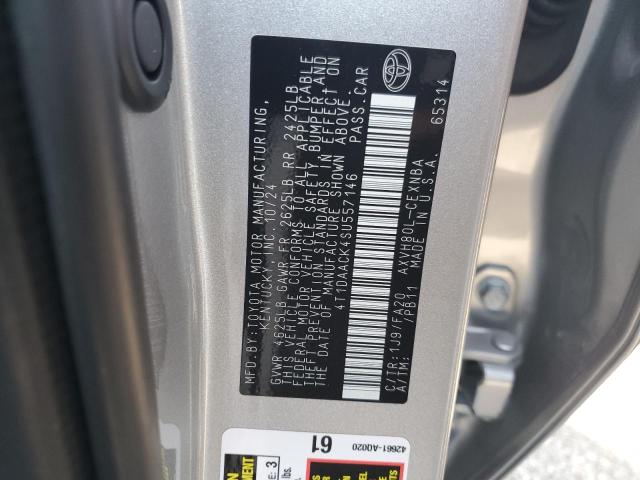 MFD.BY:TOYOTA MOTOR MANUFACTURING,
KENTUCKY, INC. 10/24
GVWR 4625LB GAWR FR 2625LB RR 2425LB
THIS VEHICLE CONFORMS TO ALL APPLICABLE
FEDERAL MOTOR VEHICLE SAFETY, BUMPER, AND
THEFT PREVENTION STANDARDS IN EFFECT ON
THE DATE OF MANUFACTURE SHOWN ABOVE.
4T1DAACK4SU557146 PASS.CAR
C/TR:1J9/FA20 AXVH80L-CEXNBA
A/TM: /PB11 MADE IN U.S.A. 65314
61
42661-AQ020
3
lbs.